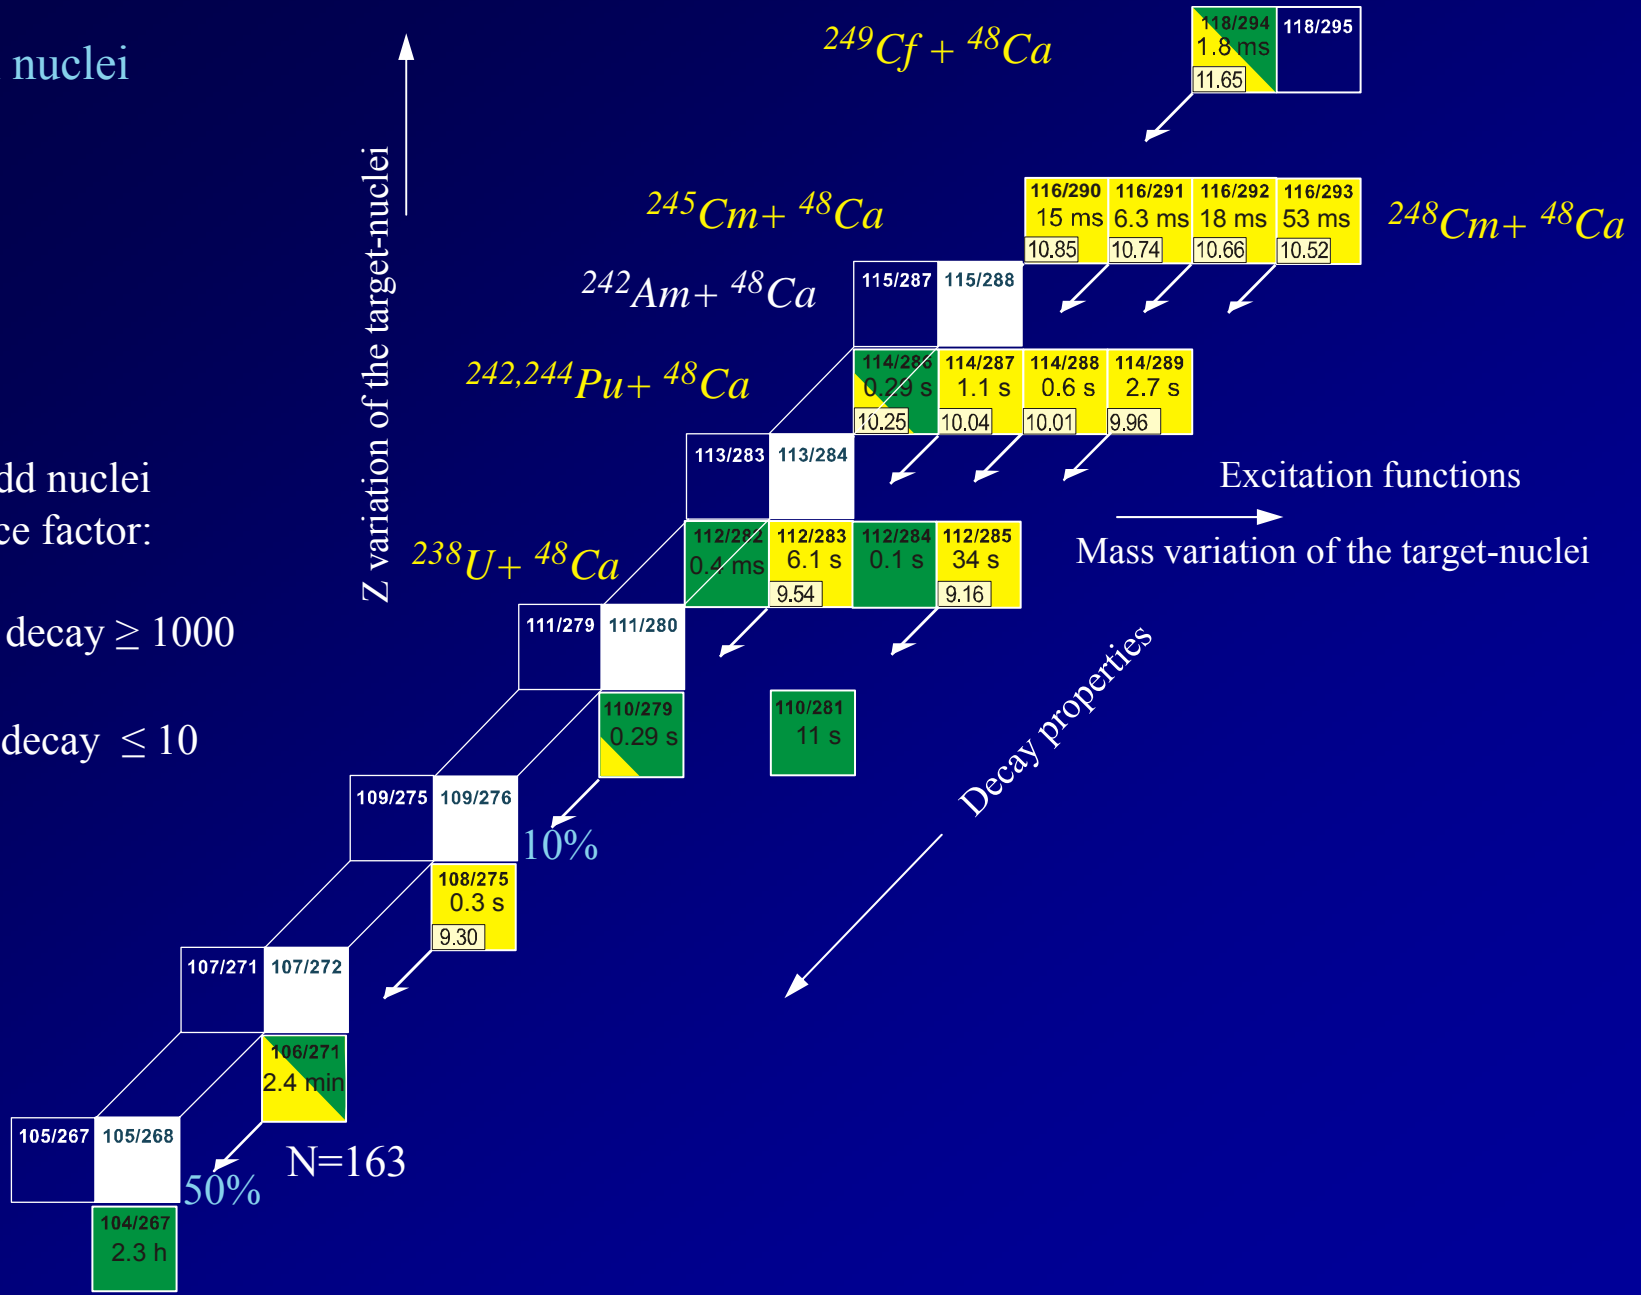 nuclei
249Cf + 48Ca
118/294 118/295
1.8 ms
11.65
Z variation of the target-nuclei
245Cm+ 48Ca
116/290 116/291 116/292 116/293
15 ms 6.3 ms 18 ms 53 ms
10.85 10.74 10.66 10.52
248Cm+ 48Ca
242Am+ 48Ca
115/287 115/288
242,244Pu+ 48Ca
114/286 114/287 114/288 114/289
0.29 s 1.1 s 0.6 s 2.7 s
10.25 10.04 10.01 9.96
113/283 113/284
dd nuclei
ce factor:
decay ≥ 1000
decay ≤ 10
Excitation functions
Mass variation of the target-nuclei
238U+ 48Ca
112/282 112/283 112/284 112/285
0.4 ms 6.1 s 0.1 s 34 s
9.54 9.16
111/279 111/280
110/279 110/281
0.29 s 11 s
Decay properties
109/275 109/276
10%
108/275
0.3 s
9.30
107/271 107/272
106/271
2.4 min
105/267 105/268
N=163
50%
104/267
2.3 h